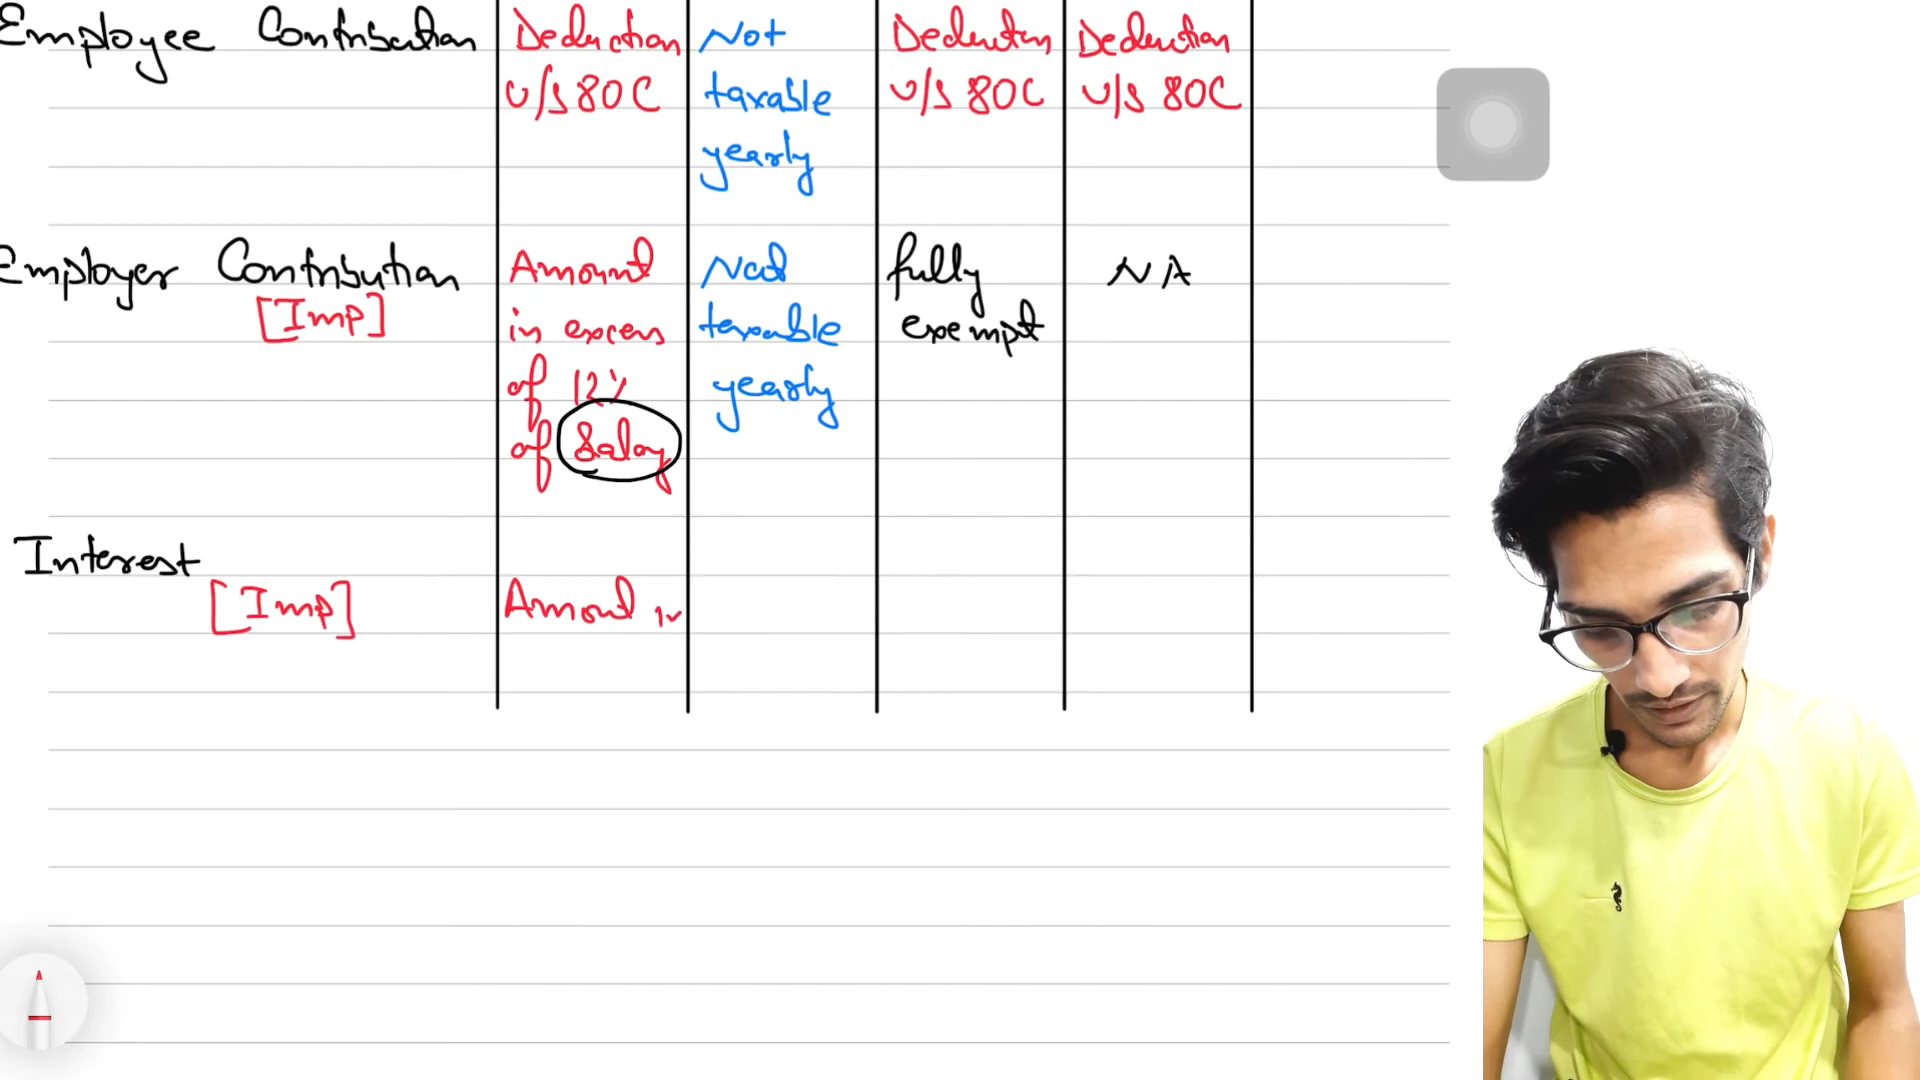 Employee Contribution Deduction Not Deduction Deduction
u/s 80C taxable u/s 80C u/s 80C
yearly
Employer Contribution Amount Not fully NA
[Imp] in excess taxable exempt
of 12% yearly
of Salary
Interest
[Imp] Amount in